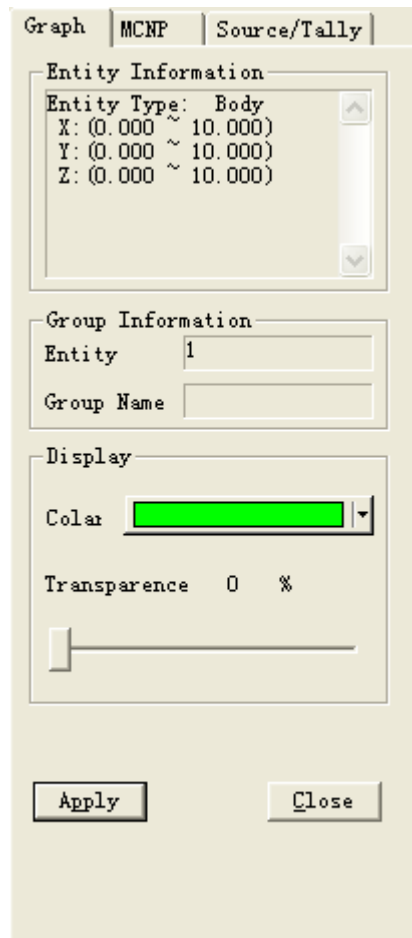 Graph MCNP Source/Tally
Entity Information
Entity Type: Body
X:(0.000 ~ 10.000)
Y:(0.000 ~ 10.000)
Z:(0.000 ~ 10.000)
Group Information
Entity 1
Group Name
Display
Colar
Transparence 0 %
Apply Close